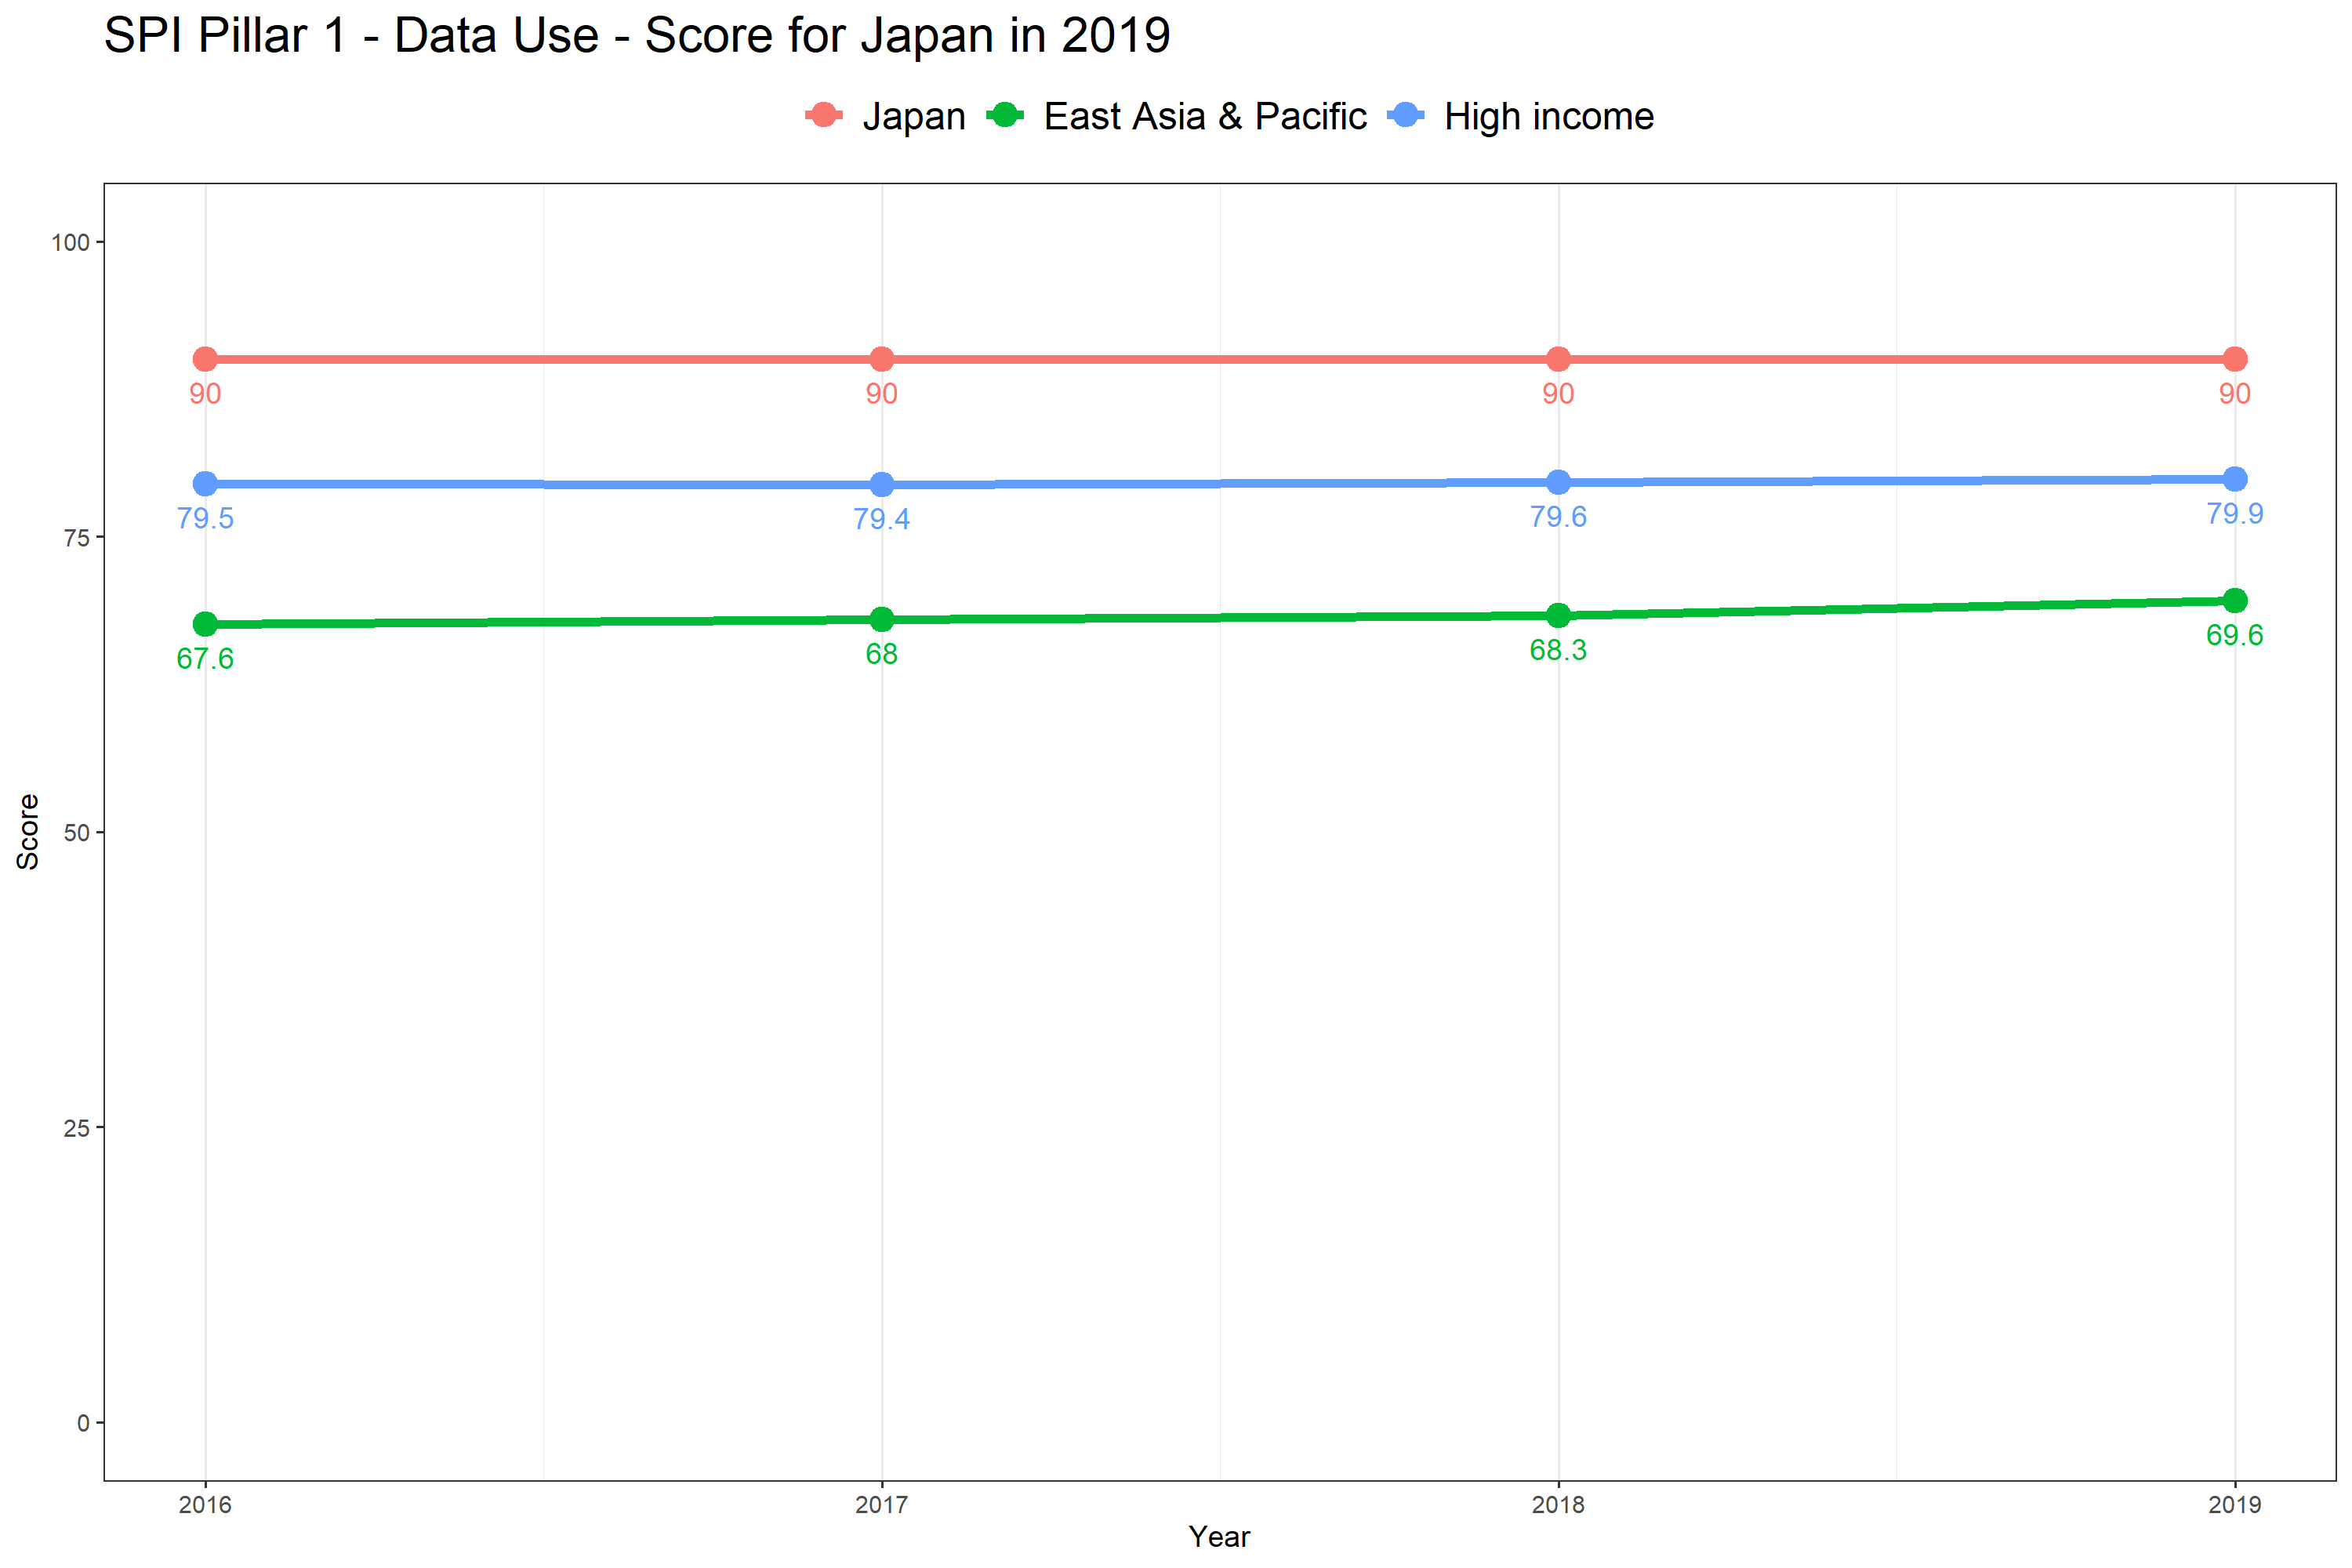 SPI Pillar 1 - Data Use - Score for Japan in 2019
Japan East Asia & Pacific High income
100
75
50
25
0
Score
90 90 90 90
79.5 79.4 79.6 79.9
67.6 68 68.3 69.6
2016 2017 2018 2019
Year